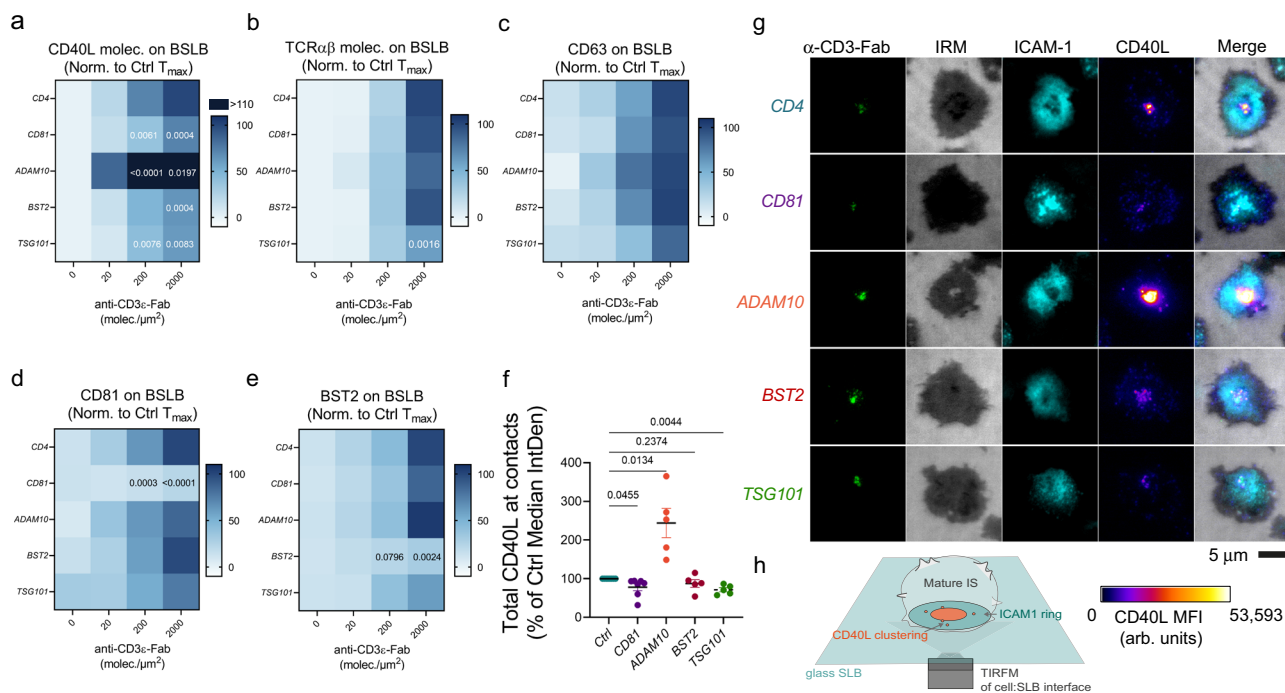 a
CD40L molec. on BSLB
(Norm. to Ctrl Tmax)
CD4
CD81
ADAM10
BST2
TSG101
0.0061
0.0004
<0.0001
0.0197
0.0004
0.0076
0.0083
>110
100
50
0
0
20
200
2000
anti-CD3ε-Fab
(molec./µm²)
b
TCRαβ molec. on BSLB
(Norm. to Ctrl Tmax)
CD4
CD81
ADAM10
BST2
TSG101
0.0016
100
50
0
0
20
200
2000
anti-CD3ε-Fab
(molec./µm²)
c
CD63 on BSLB
(Norm. to Ctrl Tmax)
CD4
CD81
ADAM10
BST2
TSG101
100
50
0
0
20
200
2000
anti-CD3ε-Fab
(molec./µm²)
d
CD81 on BSLB
(Norm. to Ctrl Tmax)
CD4
CD81
ADAM10
BST2
TSG101
0.0003
<0.0001
100
50
0
0
20
200
2000
anti-CD3ε-Fab
(molec./µm²)
e
BST2 on BSLB
(Norm. to Ctrl Tmax)
CD4
CD81
ADAM10
BST2
TSG101
0.0796
0.0024
100
50
0
0
20
200
2000
anti-CD3ε-Fab
(molec./µm²)
f
Total CD40L at contacts
(% of Ctrl Median IntDen)
0.0044
0.2374
0.0134
0.0455
400
300
200
100
0
Ctrl
CD81
ADAM10
BST2
TSG101
g
α-CD3-Fab
IRM
ICAM-1
CD40L
Merge
CD4
CD81
ADAM10
BST2
TSG101
5 µm
h
Mature IS
ICAM1 ring
CD40L clustering
glass SLB
TIRFM
of cell:SLB interface
0
CD40L MFI
(arb. units)
53,593